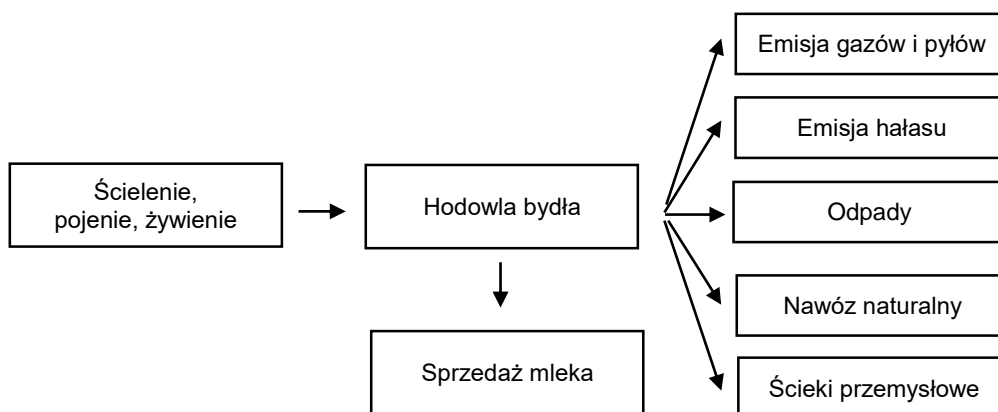 Ścielenie,
pojenie, żywienie
Hodowla bydła
Sprzedaż mleka
Emisja gazów i pyłów
Emisja hałasu
Odpady
Nawóz naturalny
Ścieki przemysłowe